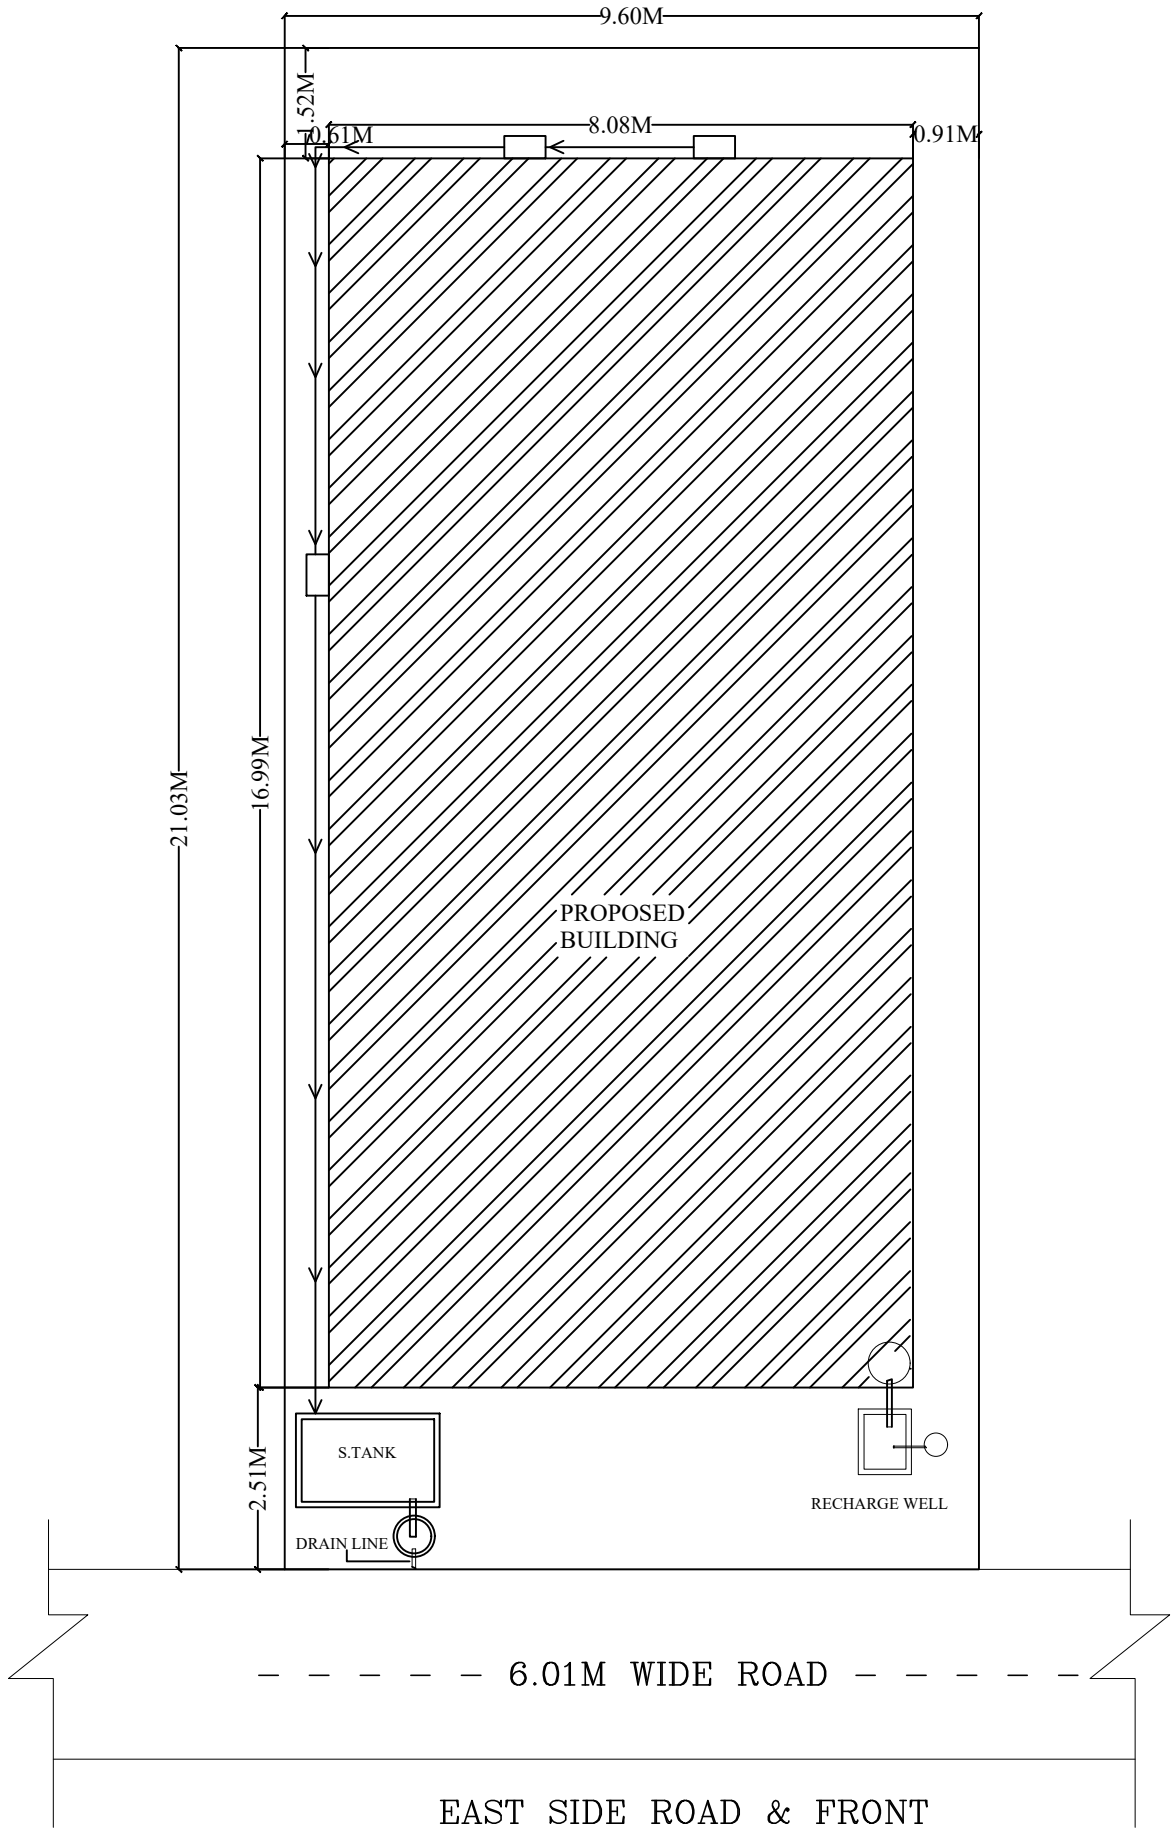 9.60M
1.52M
0.61M
8.08M
0.91M
16.99M
21.03M
PROPOSED
BUILDING
2.51M
S.TANK
RECHARGE WELL
DRAIN LINE
6.01M WIDE ROAD
EAST SIDE ROAD & FRONT